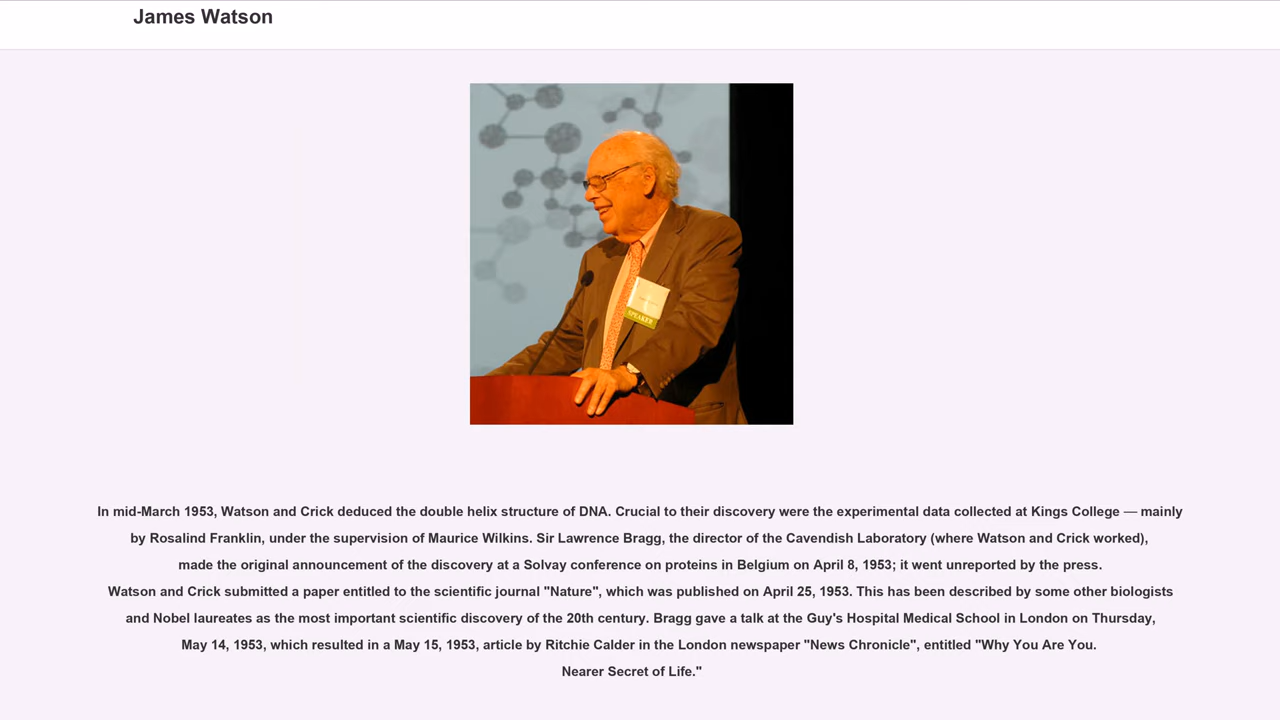 James Watson
SPEAKER
In mid-March 1953, Watson and Crick deduced the double helix structure of DNA. Crucial to their discovery were the experimental data collected at Kings College — mainly
by Rosalind Franklin, under the supervision of Maurice Wilkins. Sir Lawrence Bragg, the director of the Cavendish Laboratory (where Watson and Crick worked),
made the original announcement of the discovery at a Solvay conference on proteins in Belgium on April 8, 1953; it went unreported by the press.
Watson and Crick submitted a paper entitled to the scientific journal "Nature", which was published on April 25, 1953. This has been described by some other biologists
and Nobel laureates as the most important scientific discovery of the 20th century. Bragg gave a talk at the Guy's Hospital Medical School in London on Thursday,
May 14, 1953, which resulted in a May 15, 1953, article by Ritchie Calder in the London newspaper "News Chronicle", entitled "Why You Are You.
Nearer Secret of Life."